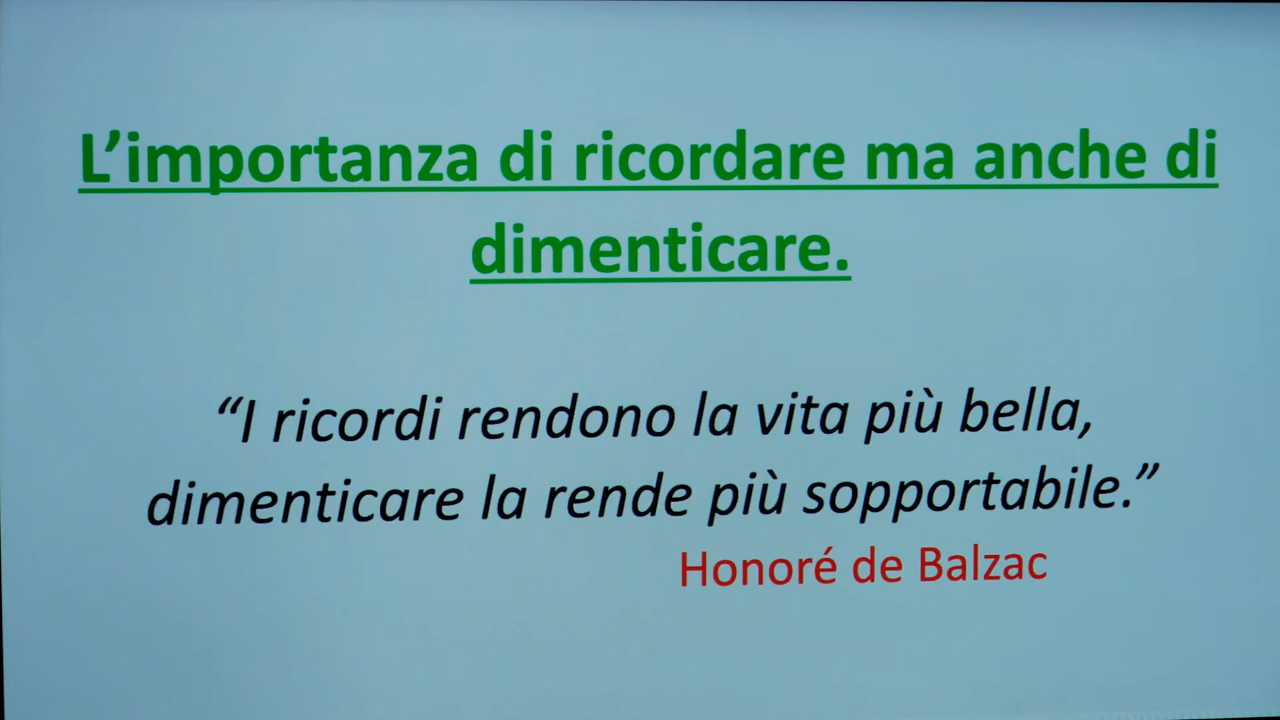 L’importanza di ricordare ma anche di
dimenticare.
“I ricordi rendono la vita più bella,
dimenticare la rende più sopportabile.”
Honoré de Balzac